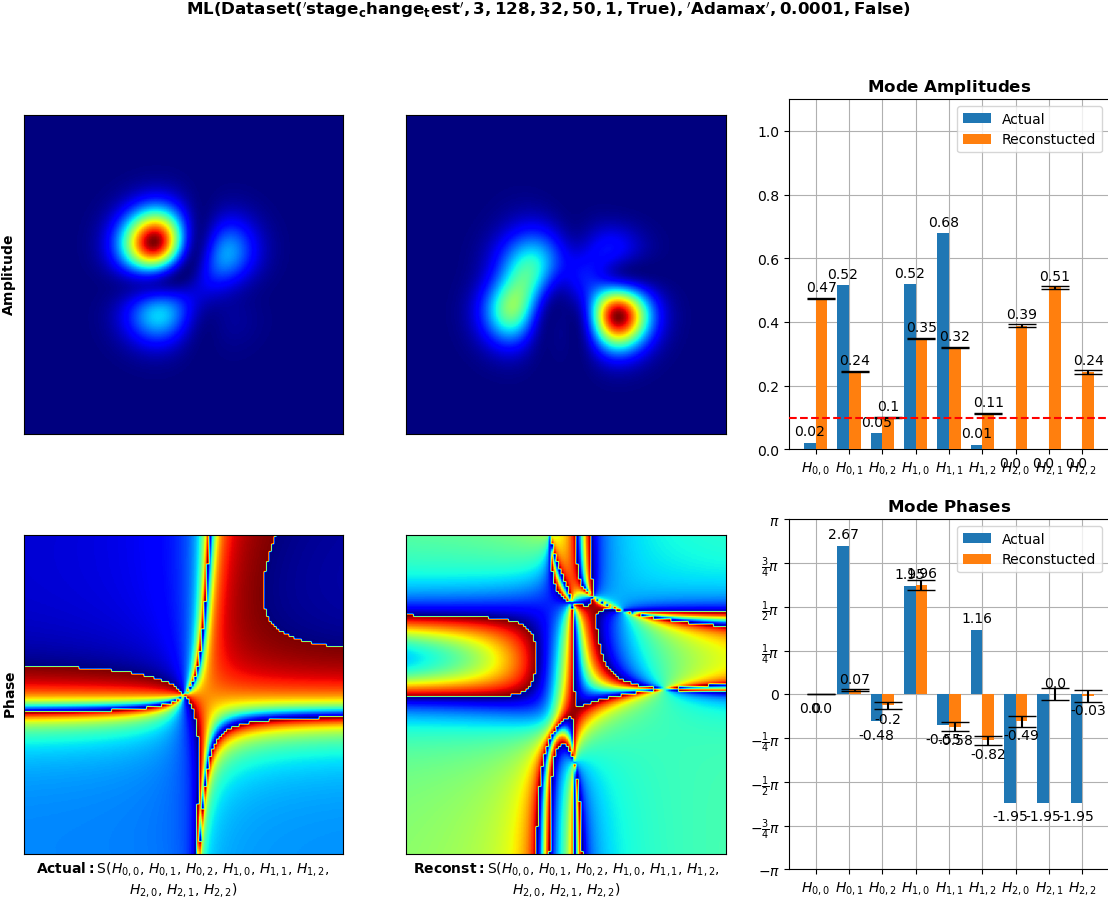 ML(Dataset('stage_change_test', 3, 128, 32, 50, 1, True), 'Adamax', 0.0001, False)
Amplitude
Mode Amplitudes
Actual
Reconstucted
1.0
0.8
0.6
0.4
0.2
0.0
0.02 0.47 0.52 0.24 0.05 0.1 0.52 0.35 0.68 0.32 0.01 0.11 0.0 0.39 0.0 0.51 0.0 0.24
H0,0 H0,1 H0,2 H1,0 H1,1 H1,2 H2,0 H2,1 H2,2
Phase
Actual: S(H0,0, H0,1, H0,2, H1,0, H1,1, H1,2,
H2,0, H2,1, H2,2)
Reconst: S(H0,0, H0,1, H0,2, H1,0, H1,1, H1,2,
H2,0, H2,1, H2,2)
Mode Phases
Actual
Reconstucted
π
3/4π
1/2π
1/4π
0
−1/4π
−1/2π
−3/4π
−π
0.0 2.67 0.07 -0.48 -0.2 1.95 1.96 -0.55 -0.58 1.16 -0.82 -1.95 -0.49 -1.95 0.0 -1.95 -0.03
H0,0 H0,1 H0,2 H1,0 H1,1 H1,2 H2,0 H2,1 H2,2